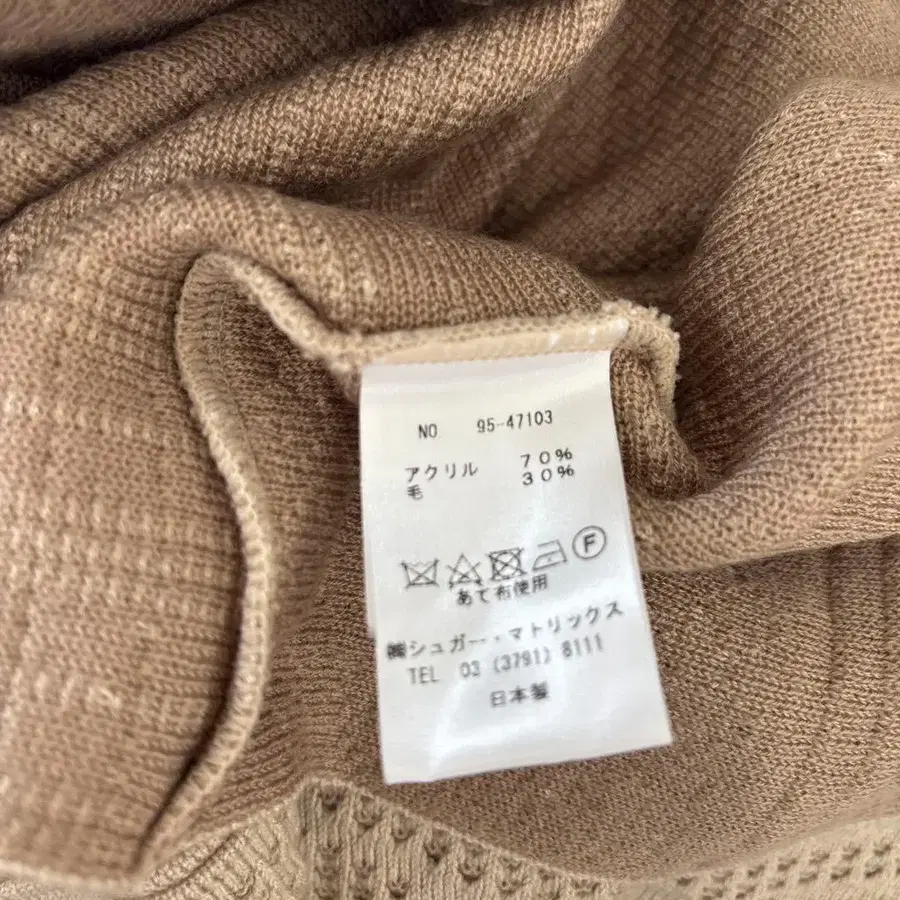 NO 95-47103
アクリル 70%
毛 30%
F
あて布使用
㈱シュガー・マトリックス
TEL 03 (3791) 8111
日本製